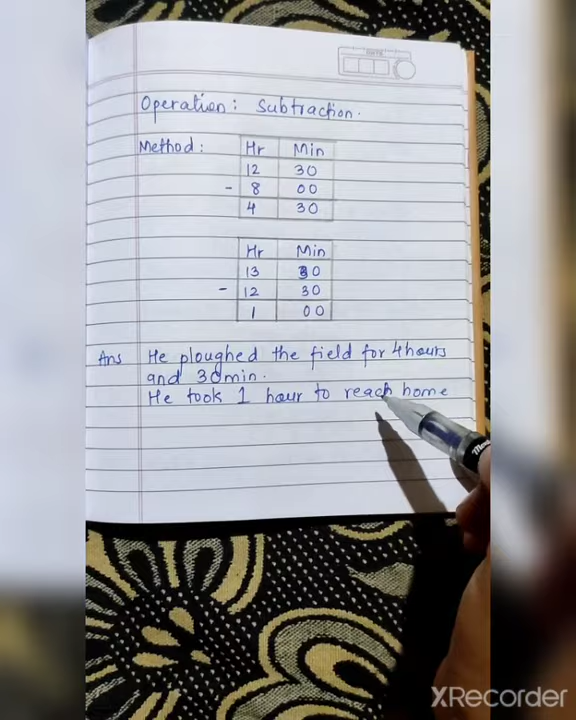 Operation: Subtraction.
Method: Hr Min
12 30
- 8 00
4 30
Hr Min
13 30
- 12 30
1 00
Ans He ploughed the field for 4 hours
and 30 min.
He took 1 hour to reach home
XRecorder